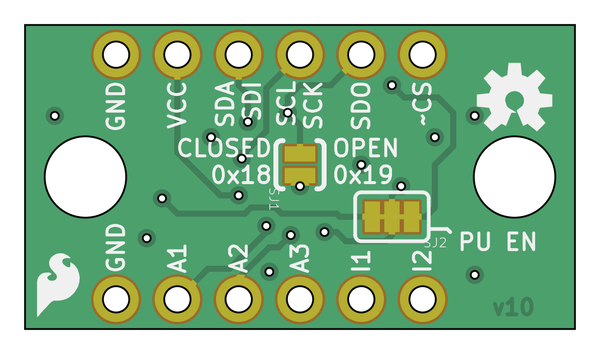 GND VCC SDA SDI SCL SCK SDO ~CS
CLOSED OPEN
0x18 0x19
SJ1
SJ2
PU EN
GND A1 A2 A3 I1 I2
v10